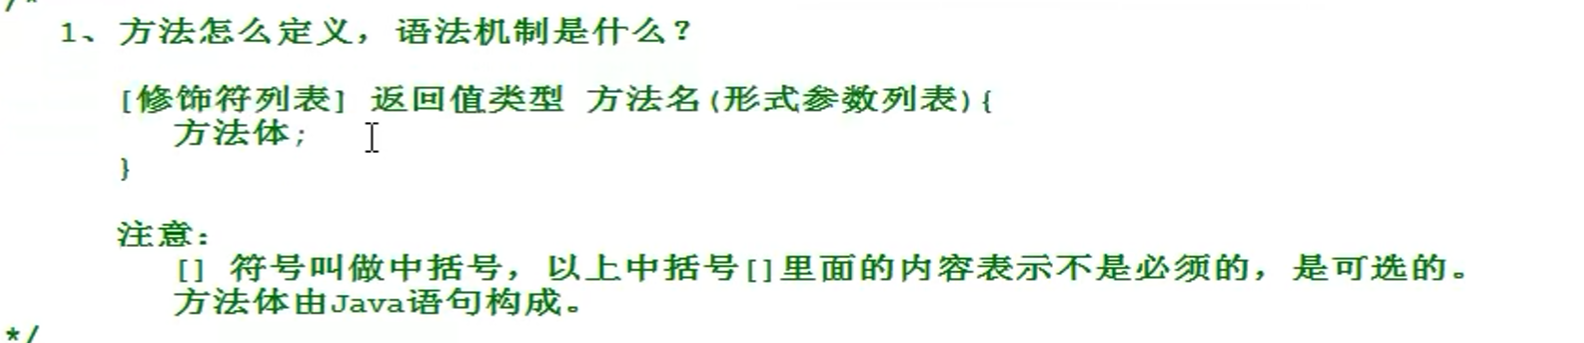 /*
1、方法怎么定义，语法机制是什么？
[修饰符列表] 返回值类型 方法名(形式参数列表){
方法体;
}
注意：
[] 符号叫做中括号，以上中括号[]里面的内容表示不是必须的，是可选的。
方法体由Java语句构成。
*/